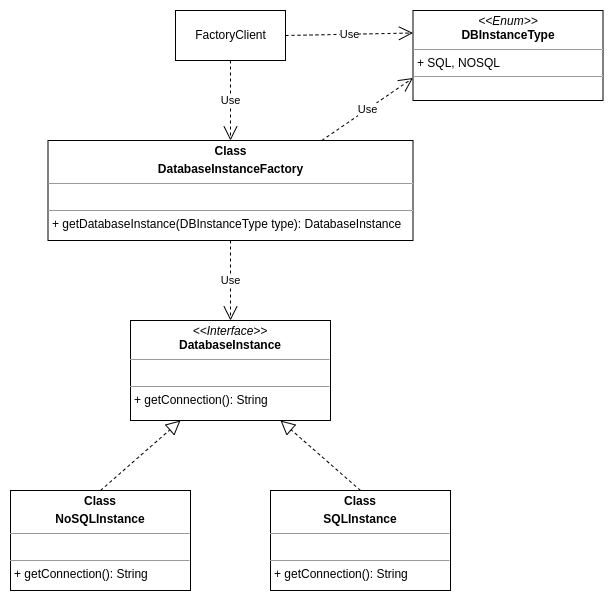 FactoryClient
Use
<<Enum>>
DBInstanceType
+ SQL, NOSQL
Use
Use
Class
DatabaseInstanceFactory
+ getDatabaseInstance(DBInstanceType type): DatabaseInstance
Use
<<Interface>>
DatabaseInstance
+ getConnection(): String
Class
NoSQLInstance
+ getConnection(): String
Class
SQLInstance
+ getConnection(): String